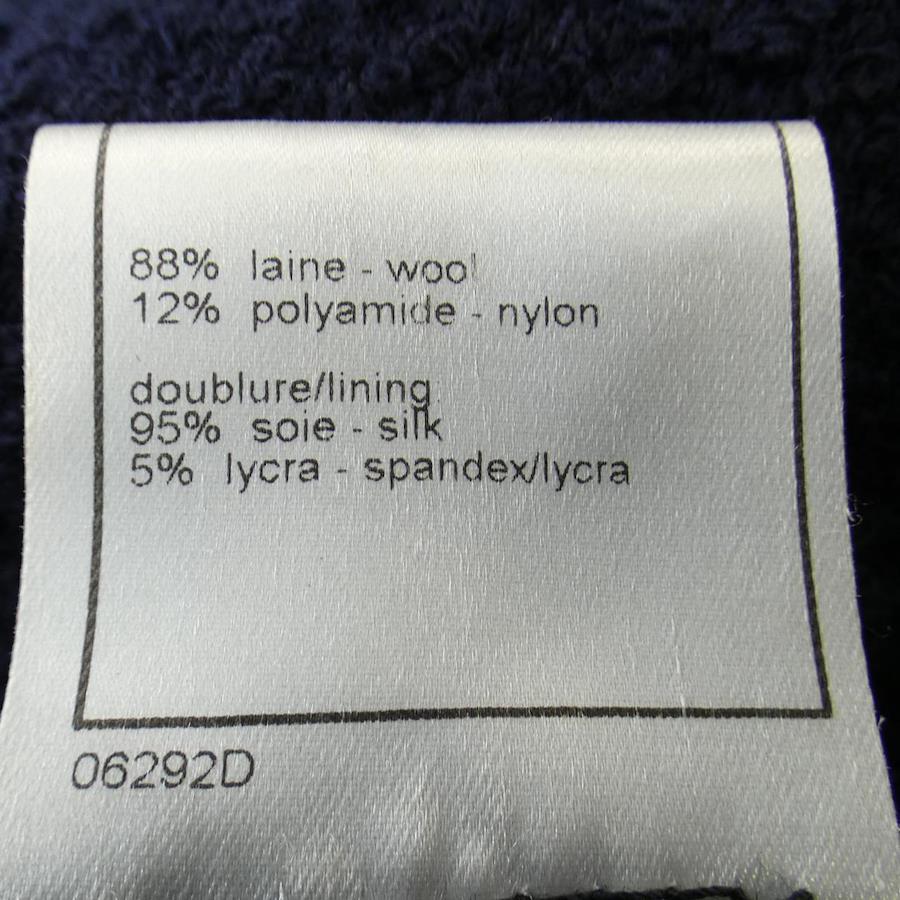 88% laine - wool
12% polyamide - nylon
doublure/lining
95% soie - silk
5% lycra - spandex/lycra
06292D